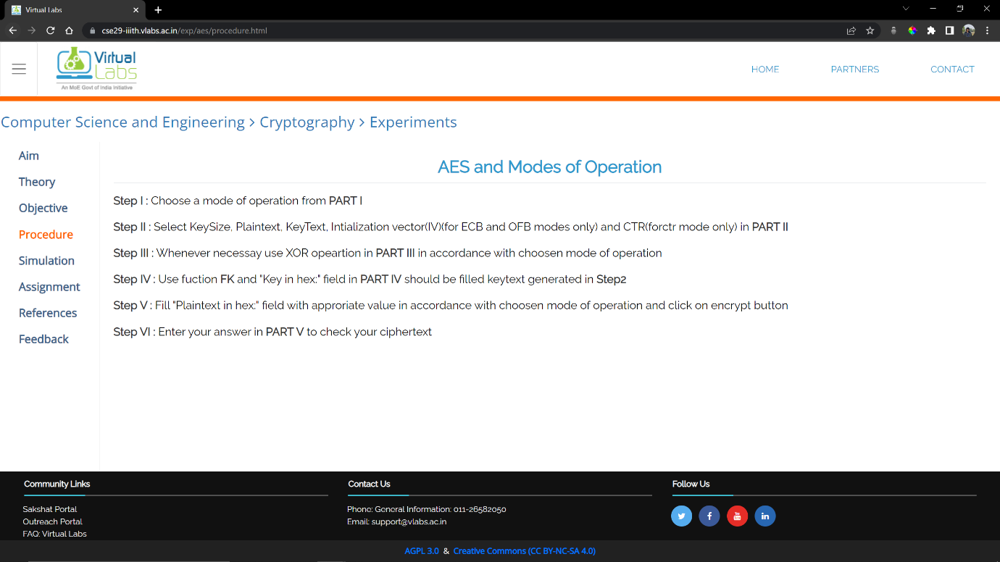 Virtual Labs
cse29-iiith.vlabs.ac.in/exp/aes/procedure.html
Virtual
Labs
An MoE Govt of India Initiative
HOME PARTNERS CONTACT
Computer Science and Engineering > Cryptography > Experiments
Aim
Theory
Objective
Procedure
Simulation
Assignment
References
Feedback
AES and Modes of Operation
Step I : Choose a mode of operation from PART I
Step II : Select KeySize, Plaintext, KeyText, Intialization vector(IV)(for ECB and OFB modes only) and CTR(forctr mode only) in PART II
Step III : Whenever necessay use XOR opeartion in PART III in accordance with choosen mode of operation
Step IV : Use fuction FK and "Key in hex:" field in PART IV should be filled keytext generated in Step2
Step V : Fill "Plaintext in hex:" field with approriate value in accordance with choosen mode of operation and click on encrypt button
Step VI : Enter your answer in PART V to check your ciphertext
Community Links
Sakshat Portal
Outreach Portal
FAQ: Virtual Labs
Contact Us
Phone: General Information: 011-26582050
Email: support@vlabs.ac.in
Follow Us
AGPL 3.0 & Creative Commons (CC BY-NC-SA 4.0)